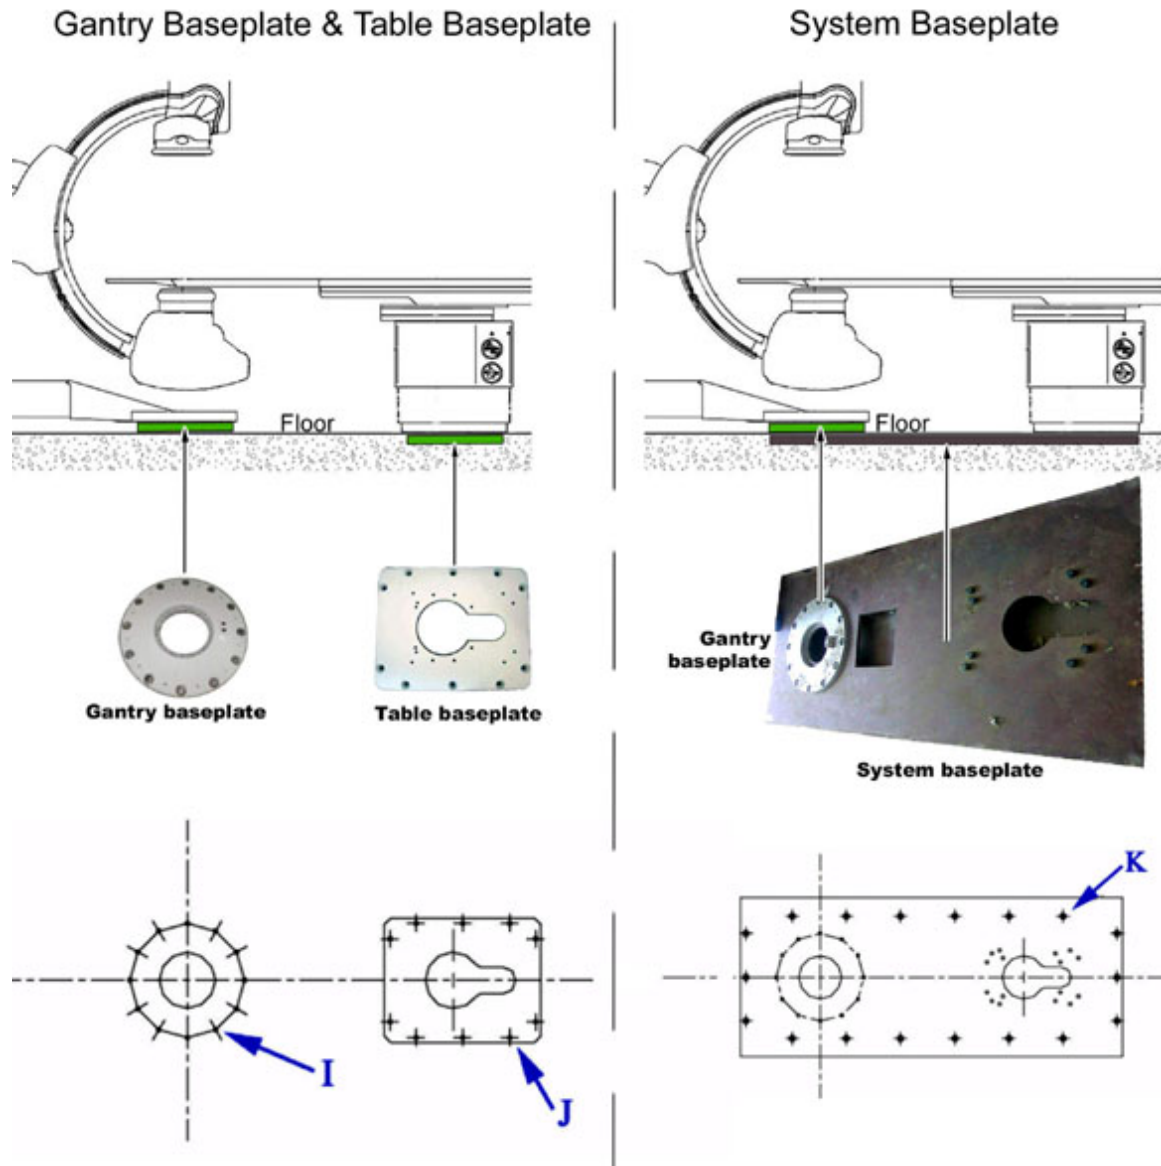 Gantry Baseplate & Table Baseplate
System Baseplate
Floor
Floor
Gantry baseplate
Table baseplate
Gantry
baseplate
System baseplate
I
J
K